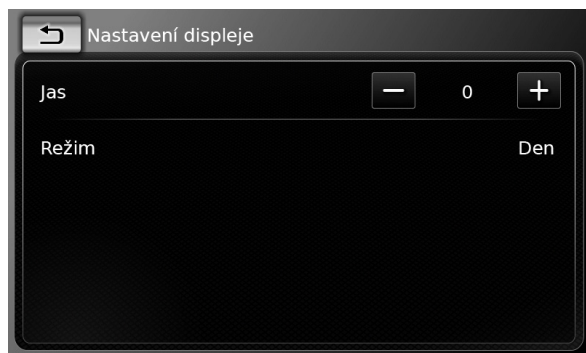 Nastavení displeje
Jas − 0 +
Režim Den